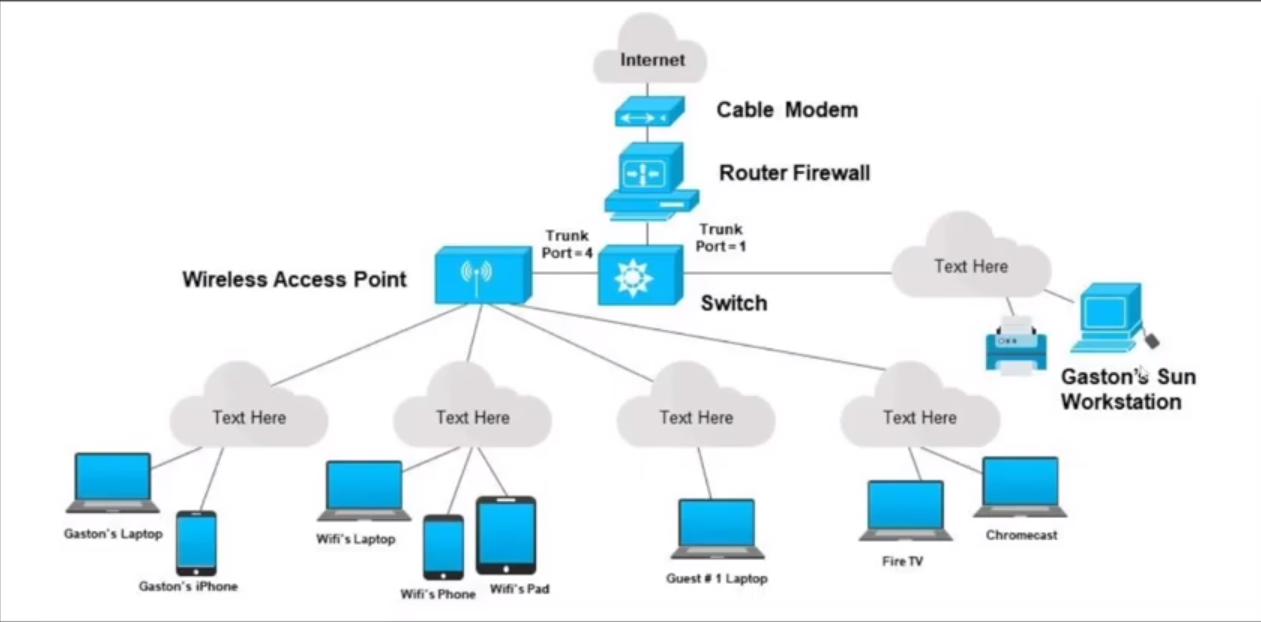 Internet
Cable Modem
Router Firewall
Trunk
Port=4
Trunk
Port=1
Wireless Access Point
Switch
Text Here
Gaston's Sun
Workstation
Text Here
Text Here
Text Here
Text Here
Gaston's Laptop
Gaston's iPhone
Wifi's Laptop
Wifi's Phone
Wifi's Pad
Guest # 1 Laptop
Fire TV
Chromecast